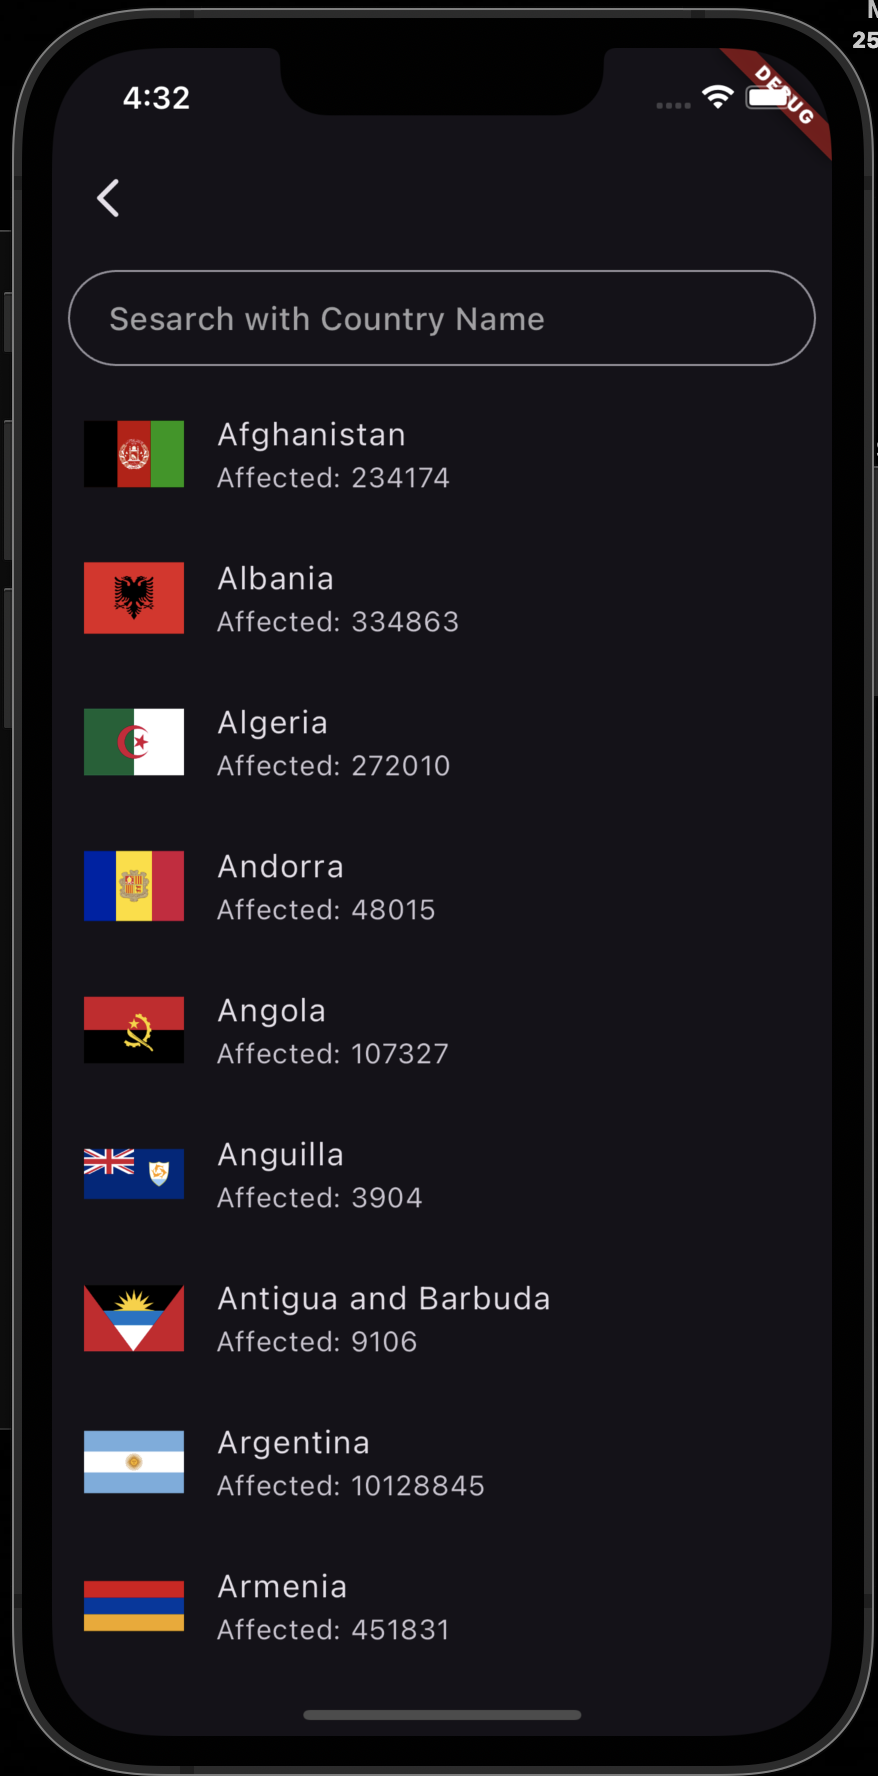 4:32
DEBUG
25
Sesarch with Country Name
Afghanistan
Affected: 234174
Albania
Affected: 334863
Algeria
Affected: 272010
Andorra
Affected: 48015
Angola
Affected: 107327
Anguilla
Affected: 3904
Antigua and Barbuda
Affected: 9106
Argentina
Affected: 10128845
Armenia
Affected: 451831